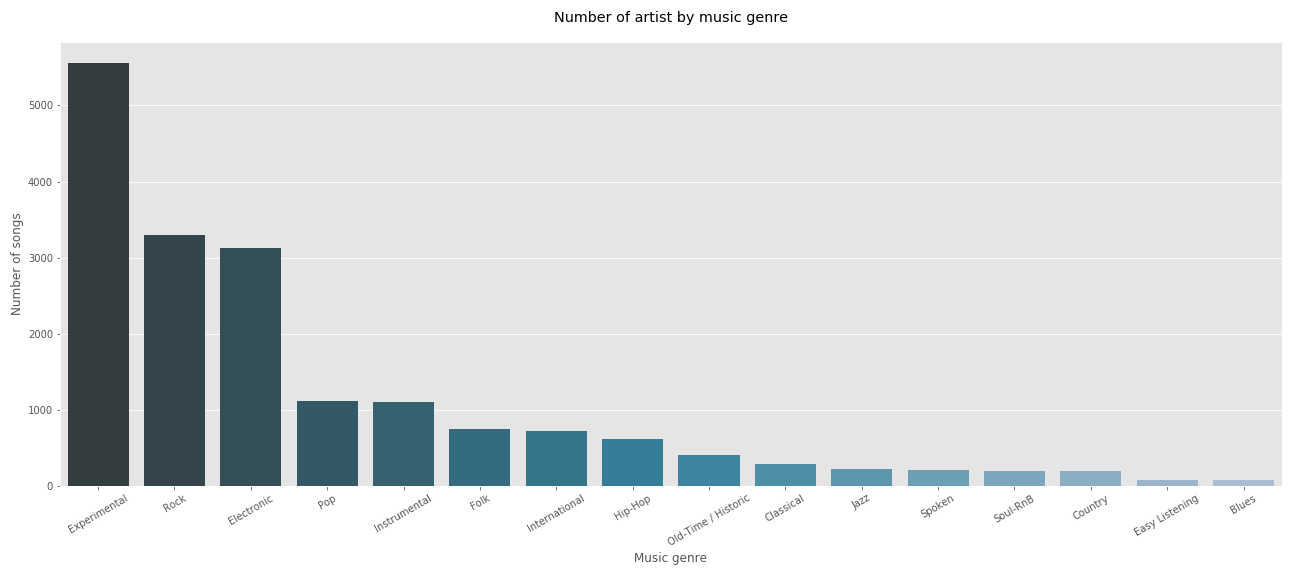 Number of artist by music genre
Number of songs
5000
4000
3000
2000
1000
0
Experimental
Rock
Electronic
Pop
Instrumental
Folk
International
Hip-Hop
Old-Time / Historic
Classical
Jazz
Spoken
Soul-RnB
Country
Easy Listening
Blues
Music genre